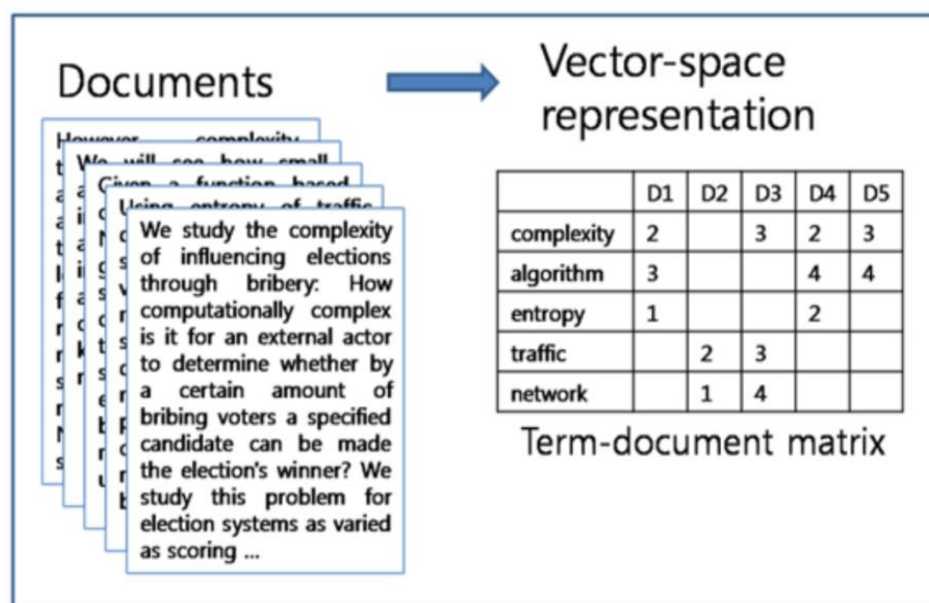 Documents
Vector-space
representation
However complexity
We will see how small
Given a function based
Using entropy of traffic
We study the complexity
of influencing elections
through bribery: How
computationally complex
is it for an external actor
to determine whether by
a certain amount of
bribing voters a specified
candidate can be made
the election's winner? We
study this problem for
election systems as varied
as scoring ...
D1 D2 D3 D4 D5
complexity 2 3 2 3
algorithm 3 4 4
entropy 1 2
traffic 2 3
network 1 4
Term-document matrix